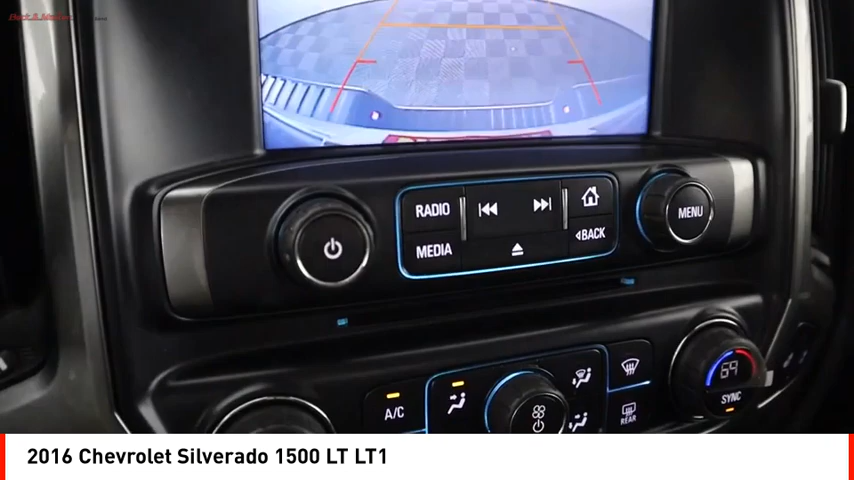 RADIO
MEDIA
BACK
MENU
A/C
REAR
69
SYNC
2016 Chevrolet Silverado 1500 LT LT1